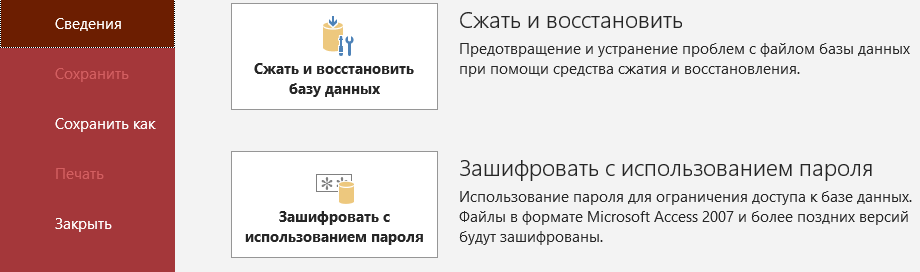 Сведения
Сохранить
Сохранить как
Печать
Закрыть
Сжать и восстановить
базу данных
Сжать и восстановить
Предотвращение и устранение проблем с файлом базы данных
при помощи средства сжатия и восстановления.
Зашифровать с
использованием пароля
Зашифровать с использованием пароля
Использование пароля для ограничения доступа к базе данных.
Файлы в формате Microsoft Access 2007 и более поздних версий
будут зашифрованы.